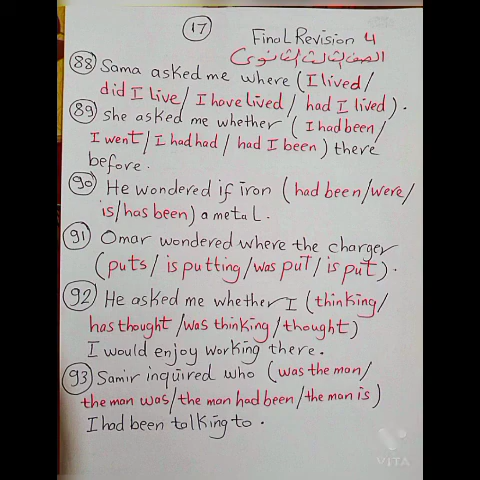 17
Final Revision 4
الصف الثالث الثانوى
88 Sama asked me where (I lived/
did I live/ I have lived/ had I lived).
89 she asked me whether (I had been/
I went/I had had/ had I been) there
before.
90 He wondered if iron (had been/were/
is/has been) a metal.
91 Omar wondered where the charger
(puts/ is putting/was put/is put).
92 He asked me whether I (thinking/
has thought/was thinking/thought)
I would enjoy working there.
93 Samir inquired who (was the man/
the man was/the man had been/the man is)
I had been talking to.
VITA